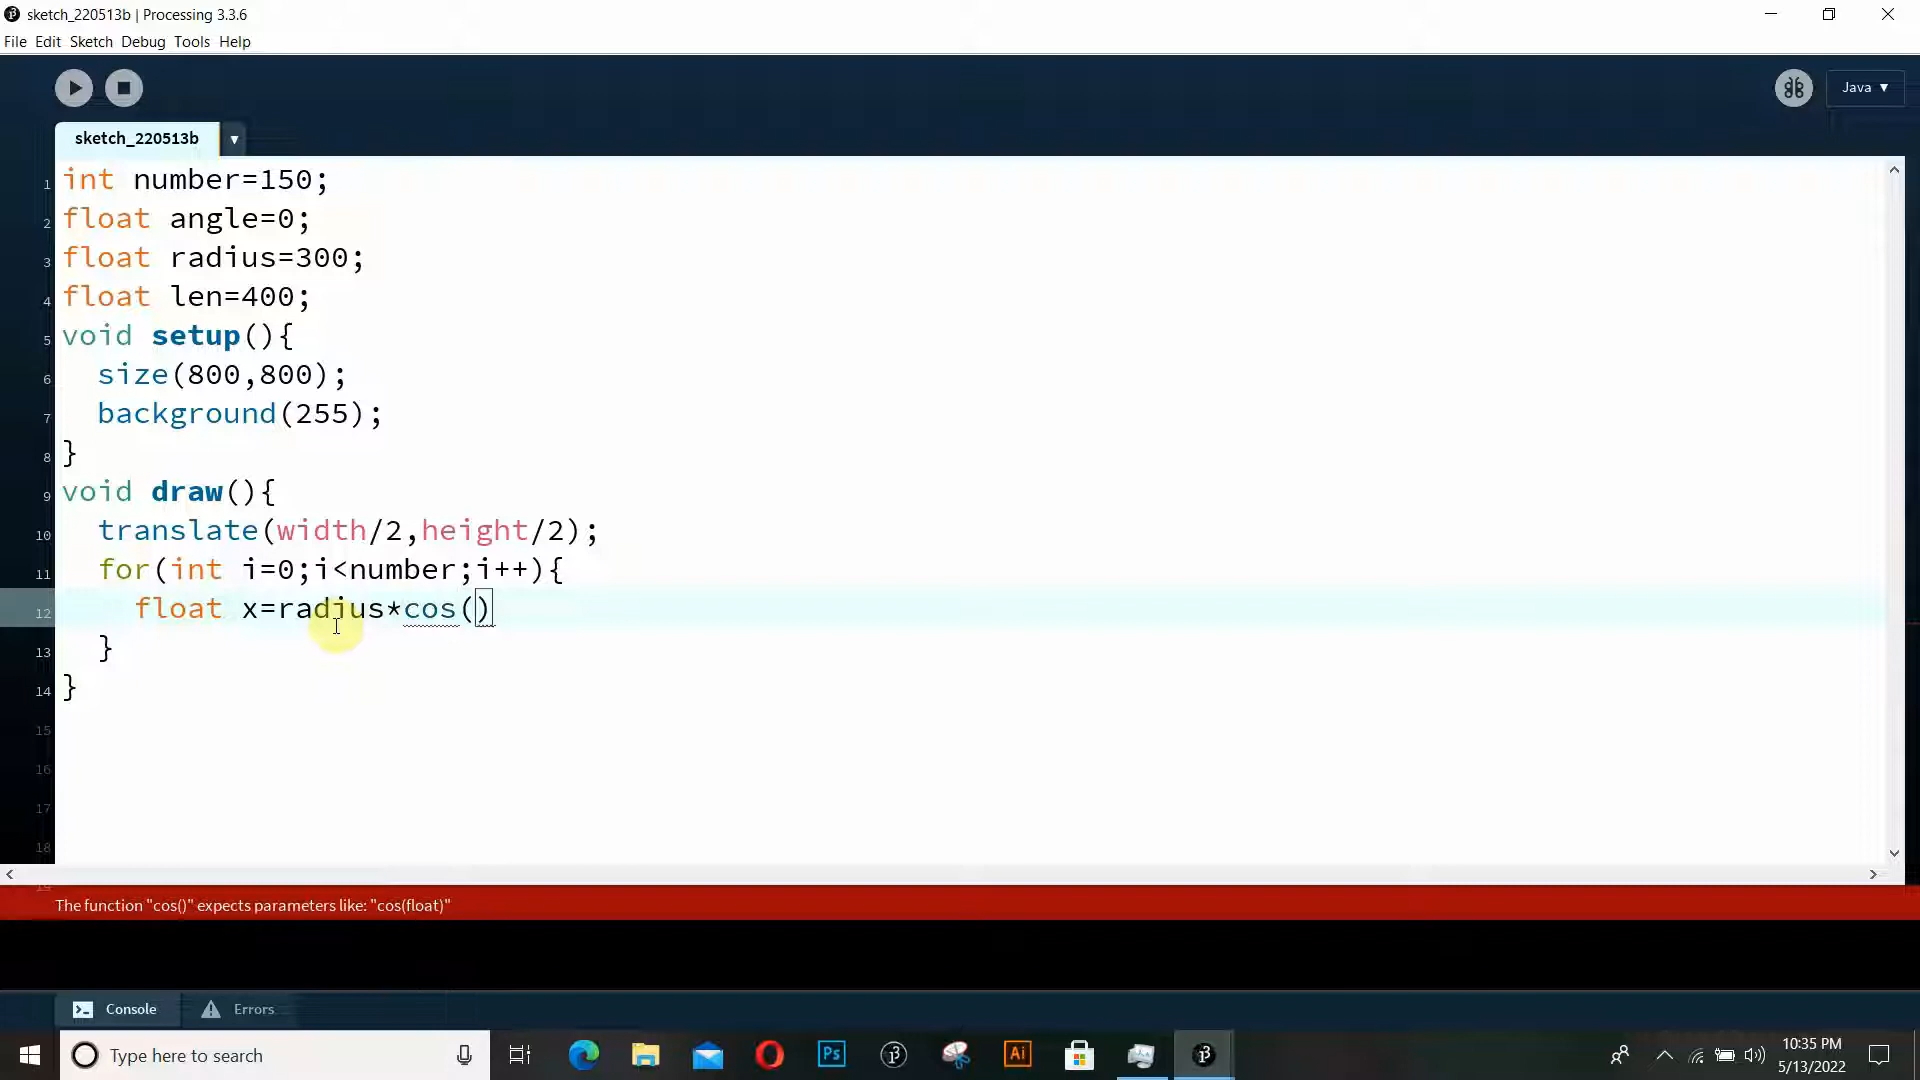 sketch_220513b | Processing 3.3.6
File Edit Sketch Debug Tools Help
Java ▼
sketch_220513b ▼
1 int number=150;
2 float angle=0;
3 float radius=300;
4 float len=400;
5 void setup(){
6 size(800,800);
7 background(255);
8 }
9 void draw(){
10 translate(width/2,height/2);
11 for(int i=0;i<number;i++){
12 float x=radius*cos()
13 }
14 }
15
16
17
18
The function "cos()" expects parameters like: "cos(float)"
Console Errors
Type here to search
Ps
Ai
10:35 PM
5/13/2022